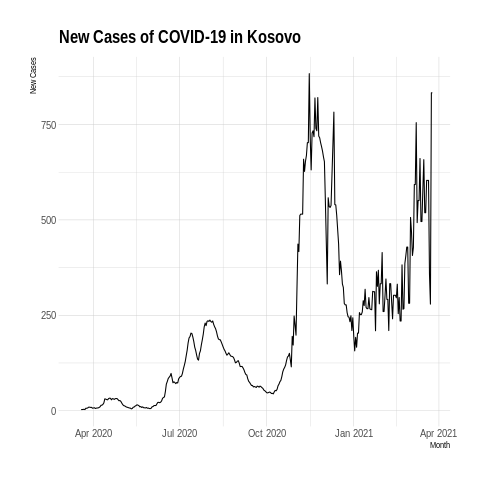 New Cases of COVID-19 in Kosovo
New Cases
750
500
250
0
Apr 2020
Jul 2020
Oct 2020
Jan 2021
Apr 2021
Month